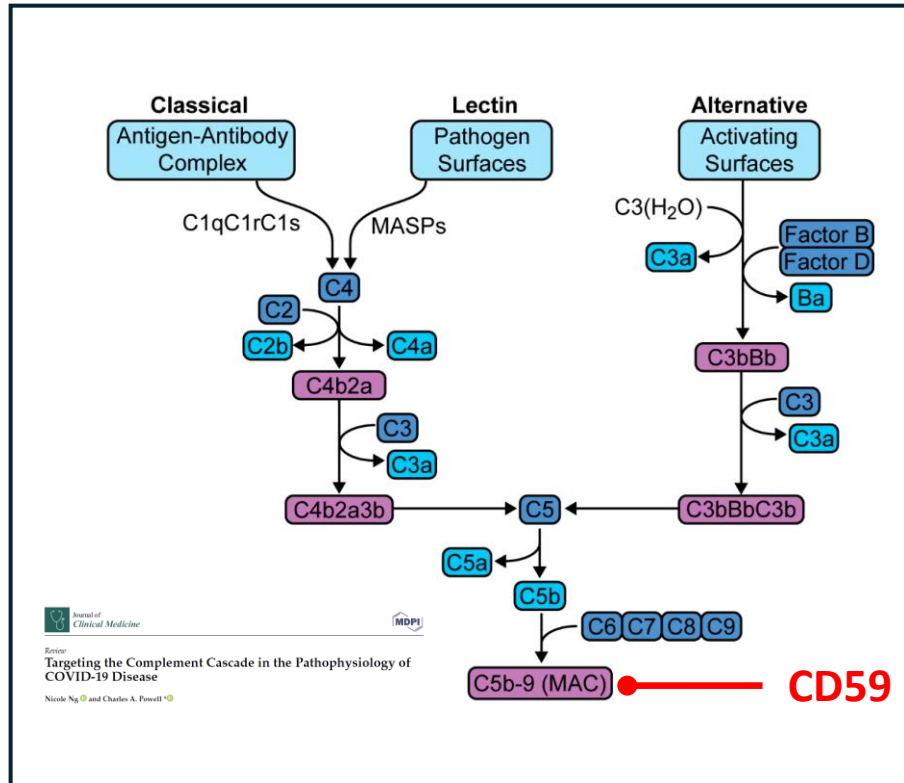 Classical
Lectin
Alternative
Antigen-Antibody
Complex
Pathogen
Surfaces
Activating
Surfaces
C1qC1rC1s
MASPs
C3(H₂O)
Factor B
Factor D
C3a
Ba
C4
C2
C2b
C4a
C4b2a
C3bBb
C3
C3a
C3
C3a
C4b2a3b
C5
C3bBbC3b
C5a
C5b
C6 C7 C8 C9
C5b-9 (MAC)
CD59
Journal of
Clinical Medicine
MDPI
Review
Targeting the Complement Cascade in the Pathophysiology of
COVID-19 Disease
Nicole Ng and Charles A. Powell *